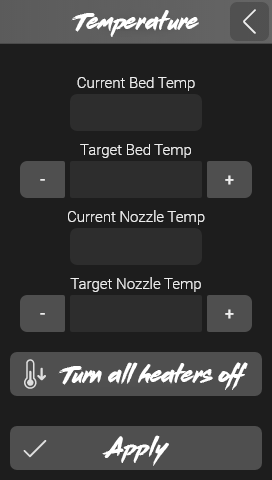 Temperature
Current Bed Temp
Target Bed Temp
- +
Current Nozzle Temp
Target Nozzle Temp
- +
Turn all heaters off
Apply